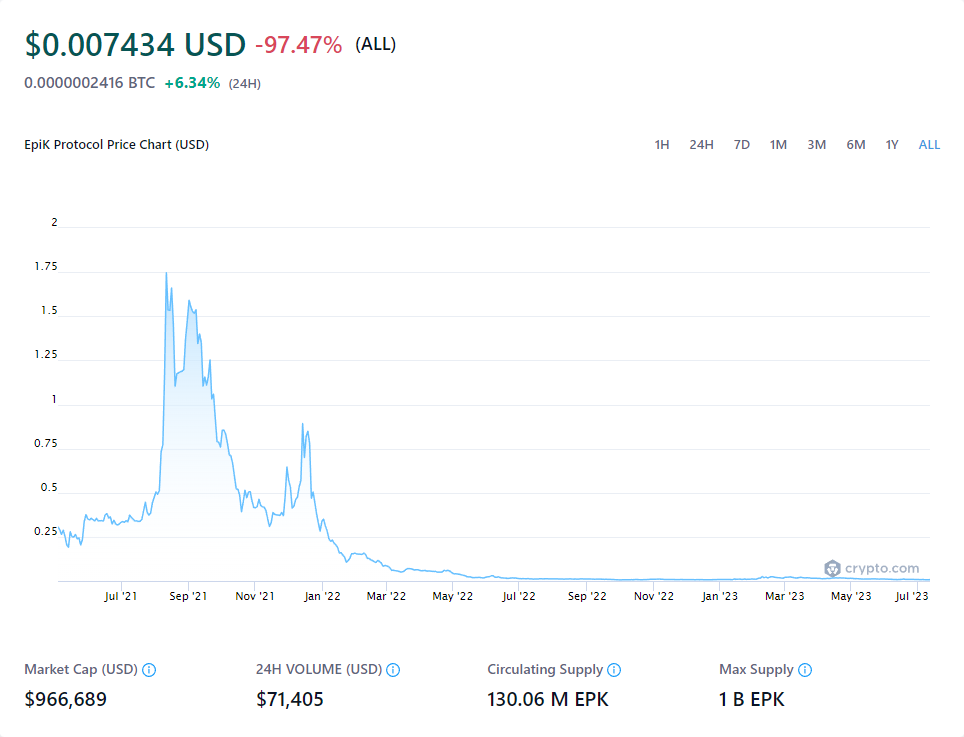 $0.007434 USD -97.47% (ALL)
0.0000002416 BTC +6.34% (24H)
EpiK Protocol Price Chart (USD) 1H 24H 7D 1M 3M 6M 1Y ALL
2
1.75
1.5
1.25
1
0.75
0.5
0.25
crypto.com
Jul '21 Sep '21 Nov '21 Jan '22 Mar '22 May '22 Jul '22 Sep '22 Nov '22 Jan '23 Mar '23 May '23 Jul '23
Market Cap (USD) 24H VOLUME (USD) Circulating Supply Max Supply
$966,689 $71,405 130.06 M EPK 1 B EPK